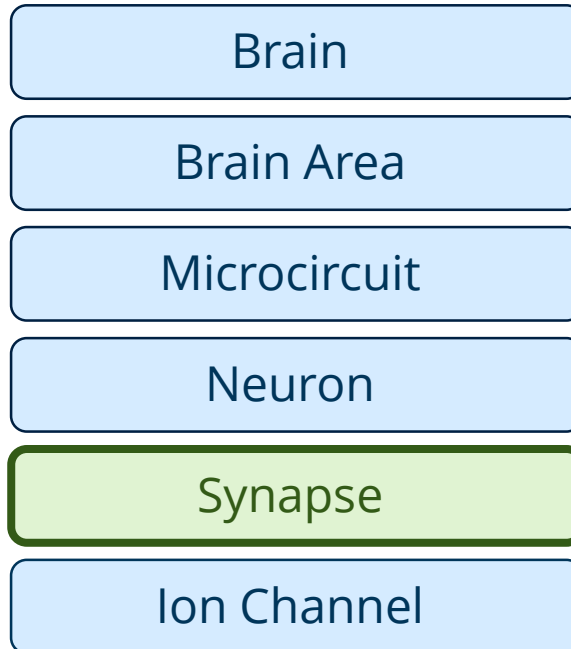 Brain
Brain Area
Microcircuit
Neuron
Synapse
Ion Channel